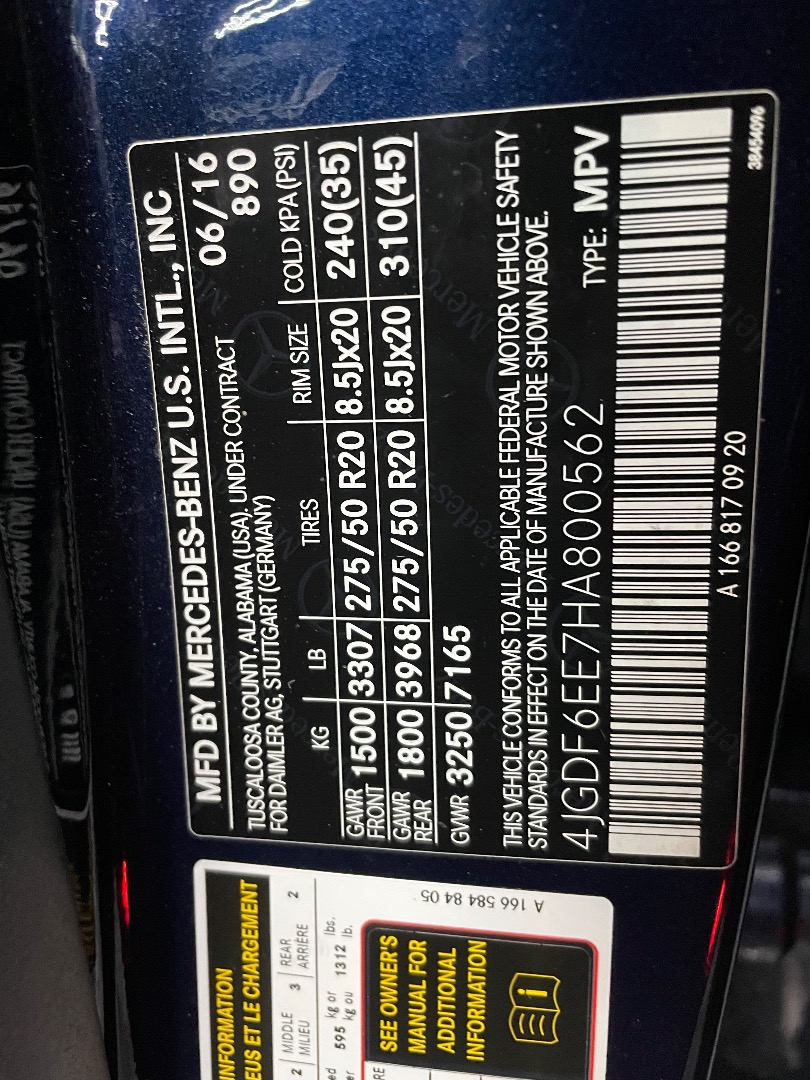 MFD BY MERCEDES-BENZ U.S. INTL., INC
TUSCALOOSA COUNTY, ALABAMA (USA). UNDER CONTRACT 06/16
FOR DAIMLER AG, STUTTGART (GERMANY) 890
KG LB TIRES RIM SIZE COLD KPA (PSI)
GAWR FRONT 1500 3307 275/50 R20 8.5Jx20 240(35)
GAWR REAR 1800 3968 275/50 R20 8.5Jx20 310(45)
GVWR 3250 7165
THIS VEHICLE CONFORMS TO ALL APPLICABLE FEDERAL MOTOR VEHICLE SAFETY
STANDARDS IN EFFECT ON THE DATE OF MANUFACTURE SHOWN ABOVE.
4JGDF6EE7HA800562 TYPE: MPV
A 166 817 09 20
38454096
INFORMATION
EUS ET LE CHARGEMENT
2 MIDDLE MILIEU 3 REAR ARRIÈRE 2
595 kg or 1312 lbs.
kg ou lb.
A 166 584 84 05
SEE OWNER'S
MANUAL FOR
ADDITIONAL
INFORMATION